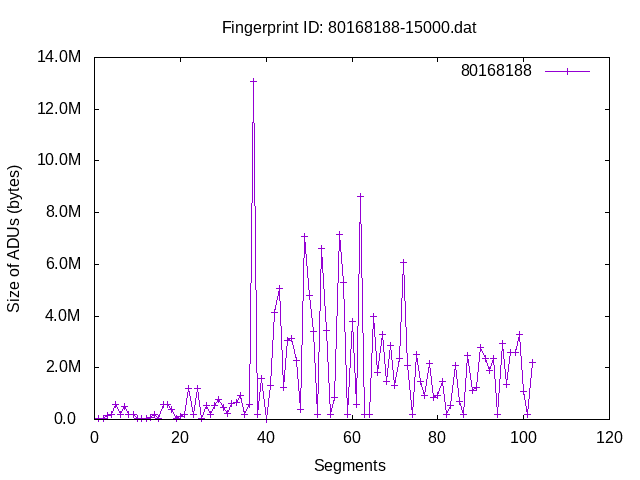 Fingerprint ID: 80168188-15000.dat
80168188
14.0M
12.0M
10.0M
8.0M
6.0M
4.0M
2.0M
0.0
Size of ADUs (bytes)
0 20 40 60 80 100 120
Segments